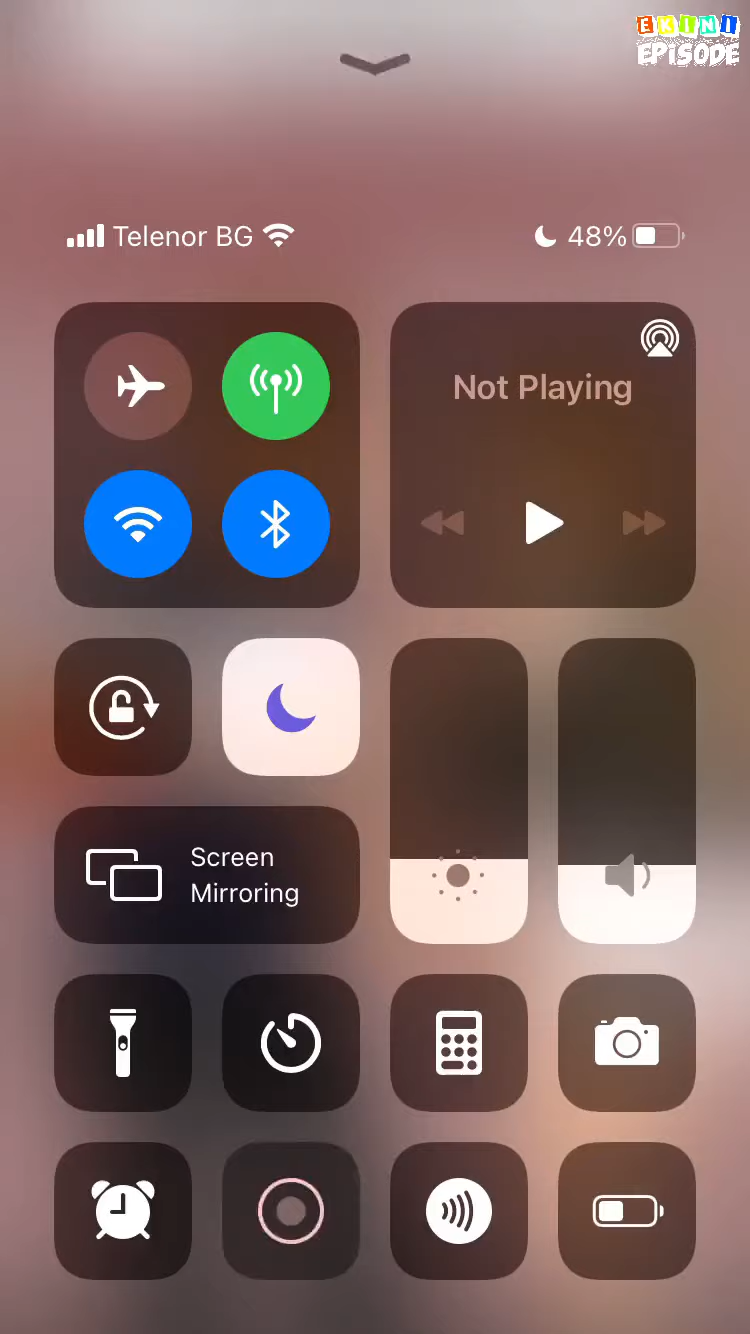 EKINI
EPISODE
Telenor BG
48%
Not Playing
Screen
Mirroring